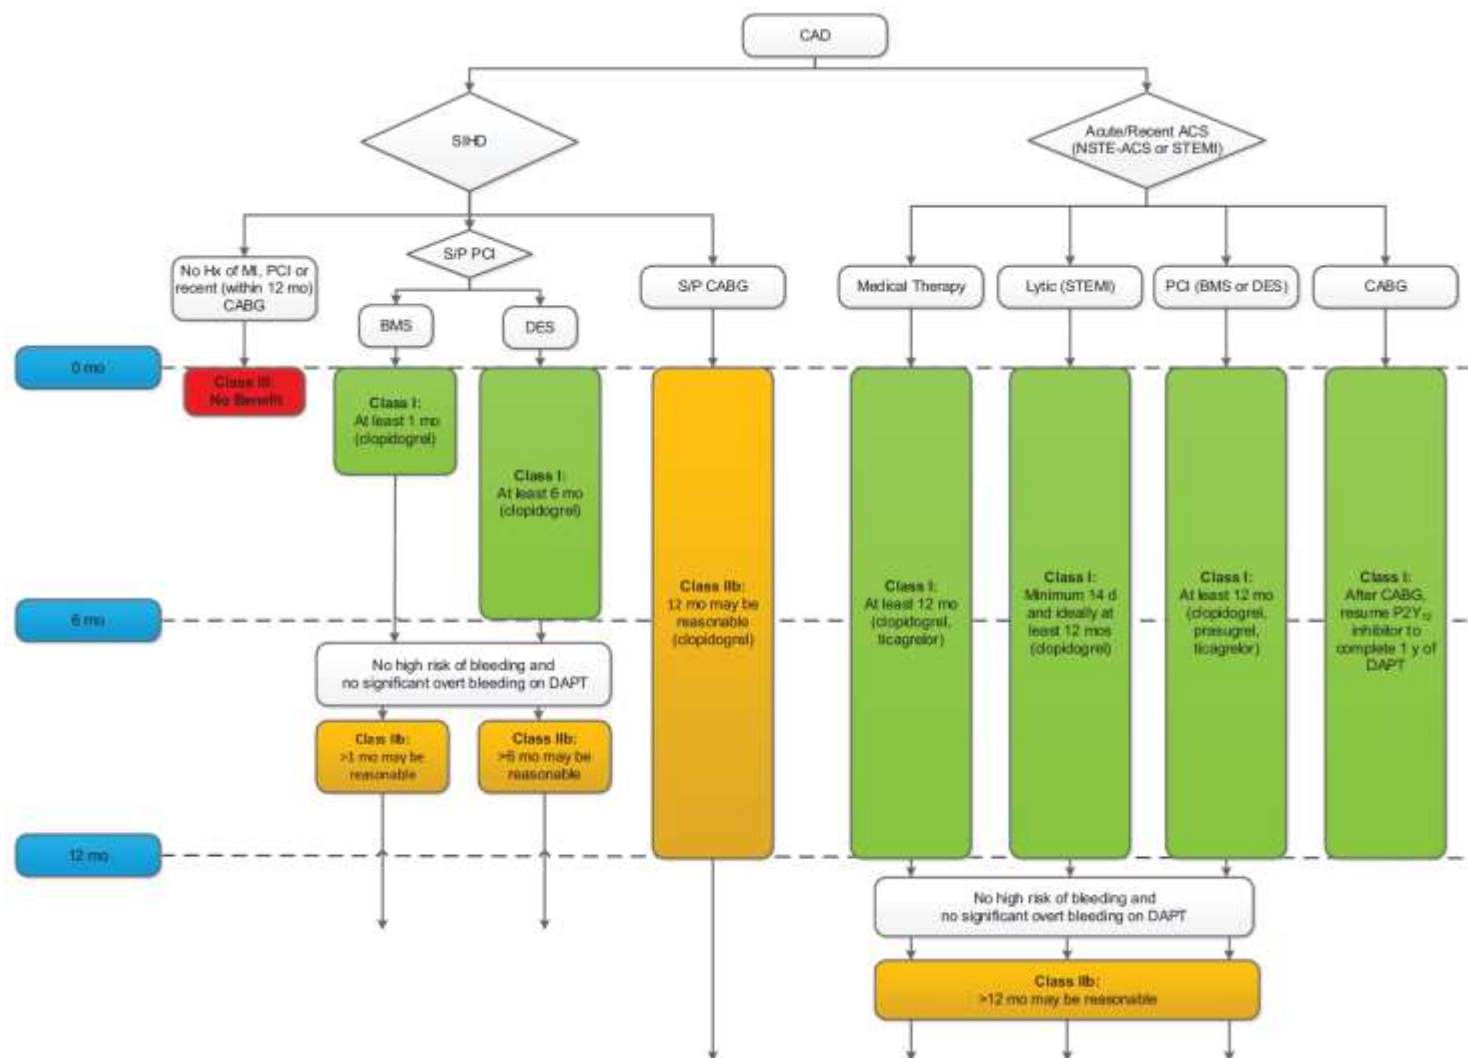 CAD
SIHD
Acute/Recent ACS
(NSTE-ACS or STEMI)
No Hx of MI, PCI or
recent (within 12 mo)
CABG
S/P PCI
BMS
DES
S/P CABG
Medical Therapy
Lytic (STEMI)
PCI (BMS or DES)
CABG
0 mo
Class III:
No Benefit
Class I:
At least 1 mo
(clopidogrel)
Class I:
At least 6 mo
(clopidogrel)
Class IIb:
12 mo may be
reasonable
(clopidogrel)
Class I:
At least 12 mo
(clopidogrel,
ticagrelor)
Class I:
Minimum 14 d
and ideally at
least 12 mos
(clopidogrel)
Class I:
At least 12 mo
(clopidogrel,
prasugrel,
ticagrelor)
Class I:
After CABG,
resume P2Y₁₂
inhibitor to
complete 1 y of
DAPT
6 mo
No high risk of bleeding and
no significant overt bleeding on DAPT
Class IIb:
>1 mo may be
reasonable
Class IIb:
>6 mo may be
reasonable
12 mo
No high risk of bleeding and
no significant overt bleeding on DAPT
Class IIb:
>12 mo may be reasonable